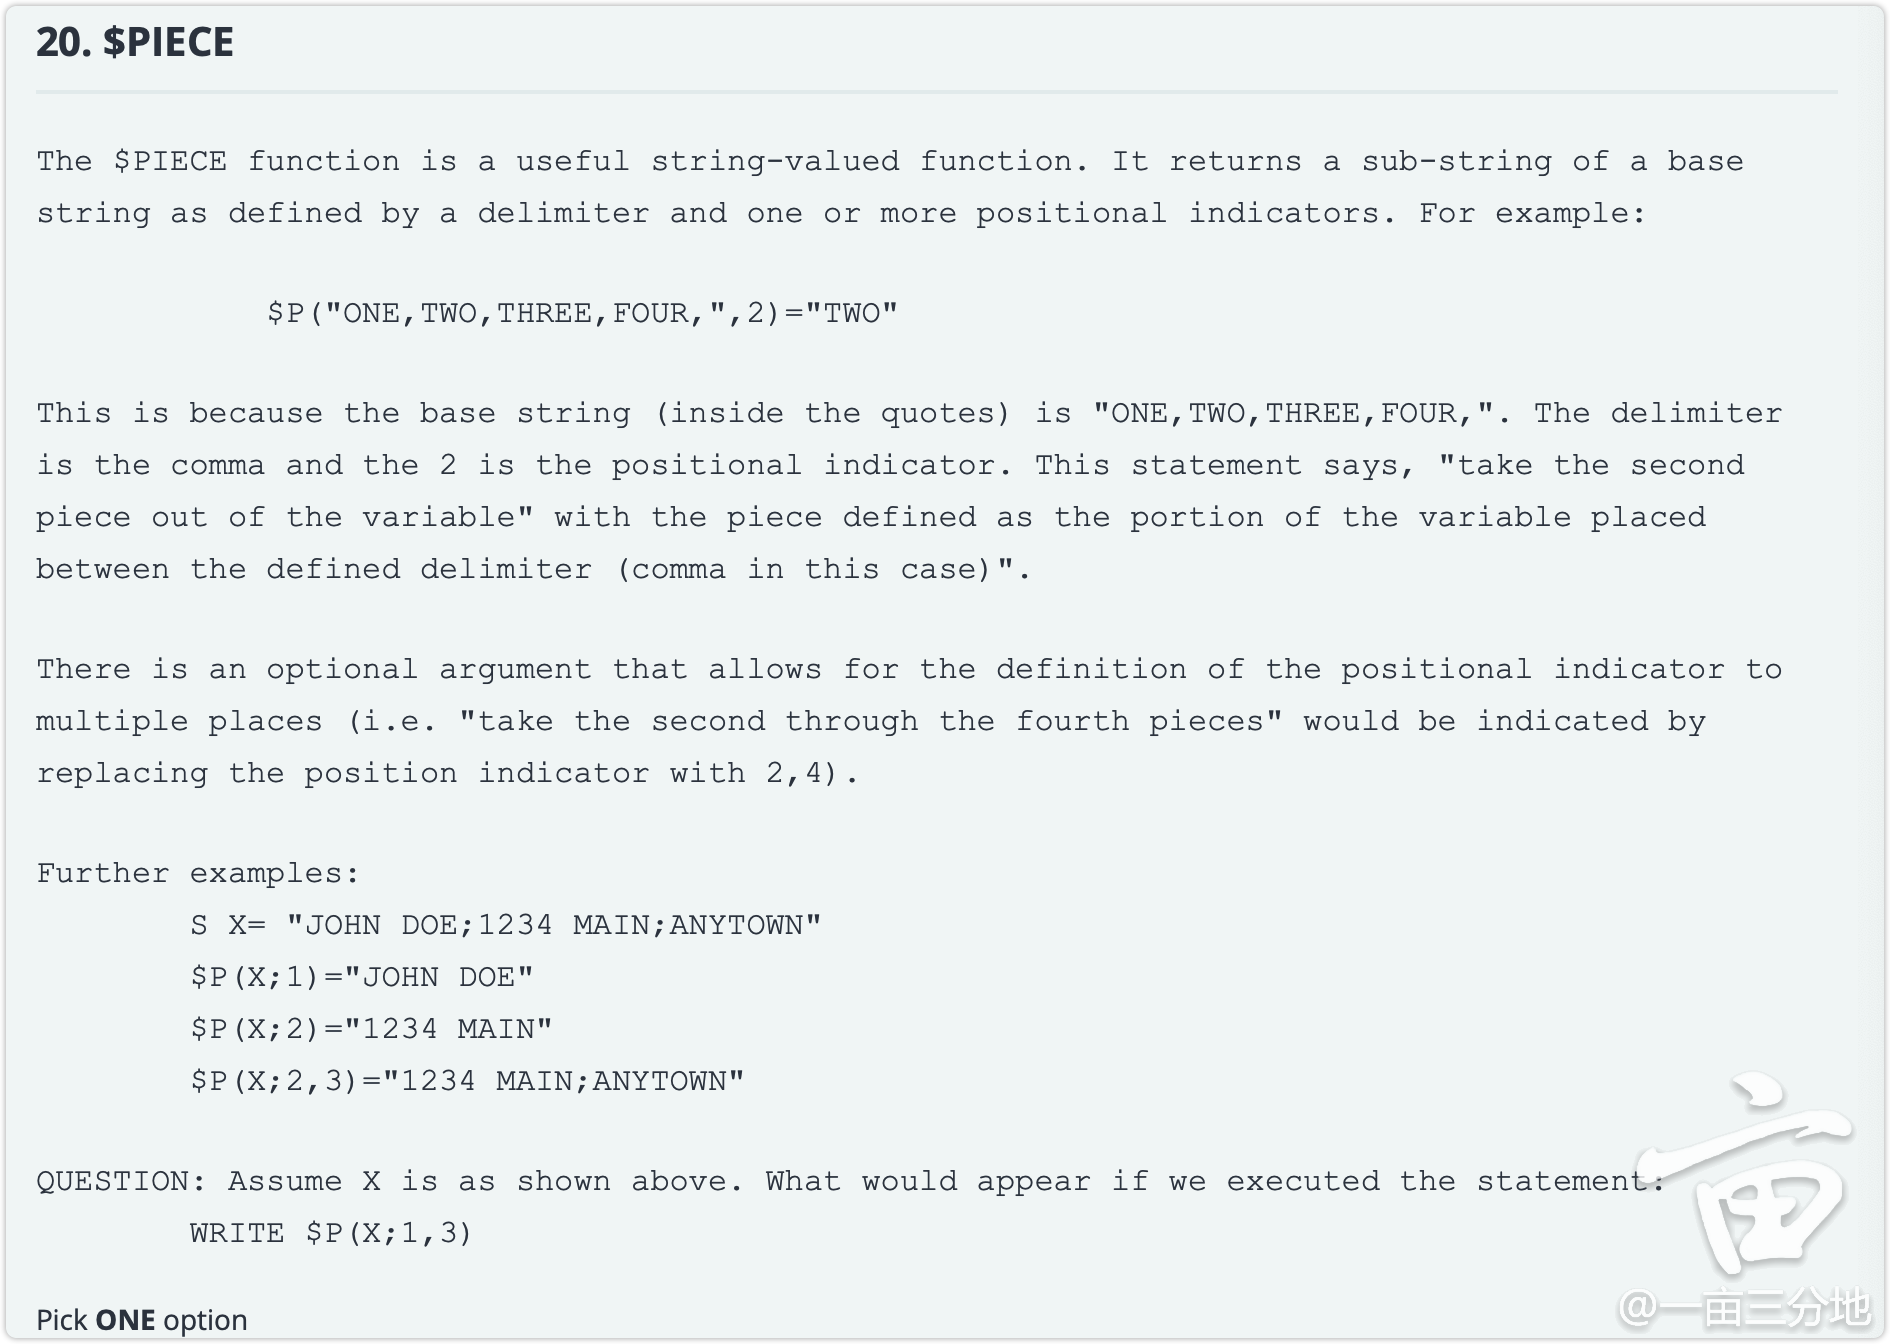 20. $PIECE
The $PIECE function is a useful string-valued function. It returns a sub-string of a base
string as defined by a delimiter and one or more positional indicators. For example:
$P("ONE,TWO,THREE,FOUR,",2)="TWO"
This is because the base string (inside the quotes) is "ONE,TWO,THREE,FOUR,". The delimiter
is the comma and the 2 is the positional indicator. This statement says, "take the second
piece out of the variable" with the piece defined as the portion of the variable placed
between the defined delimiter (comma in this case)".
There is an optional argument that allows for the definition of the positional indicator to
multiple places (i.e. "take the second through the fourth pieces" would be indicated by
replacing the position indicator with 2,4).
Further examples:
S X= "JOHN DOE;1234 MAIN;ANYTOWN"
$P(X;1)="JOHN DOE"
$P(X;2)="1234 MAIN"
$P(X;2,3)="1234 MAIN;ANYTOWN"
QUESTION: Assume X is as shown above. What would appear if we executed the statement:
WRITE $P(X;1,3)
Pick ONE option
亩
@一亩三分地